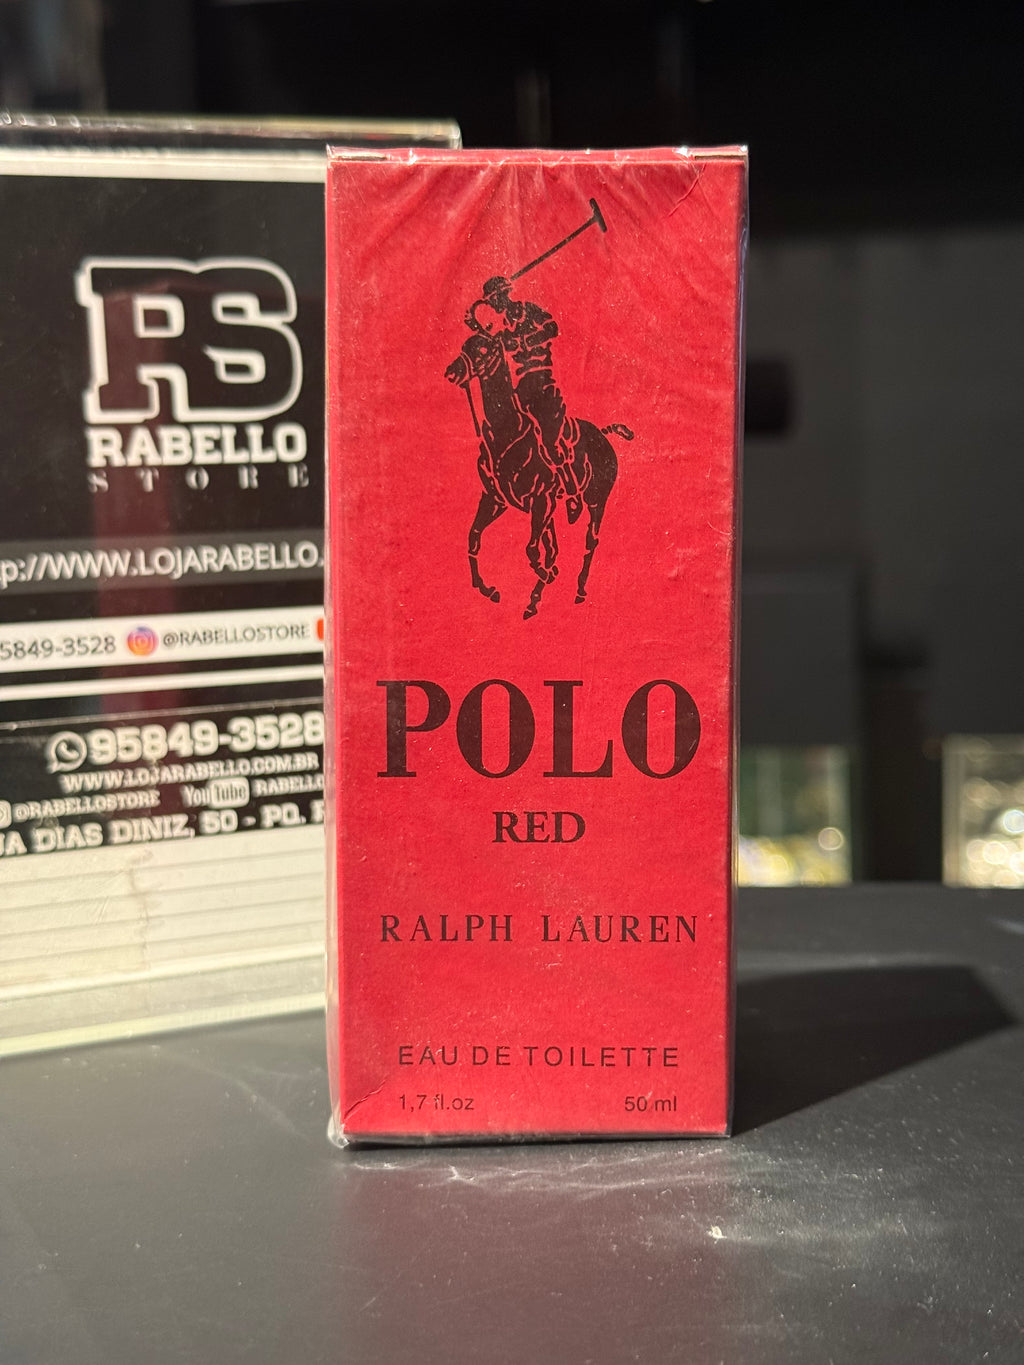 RS
RABELLO
STORE
p://WWW.LOJARABELLO.
5849-3528 @RABELLOSTORE
95849-3528
WWW.LOJARABELLO.COM.BR
@RABELLOSTORE YouTube RABELLO
DIAS DINIZ, 50 - PQ.
POLO
RED
RALPH LAUREN
EAU DE TOILETTE
1,7 fl.oz 50 ml